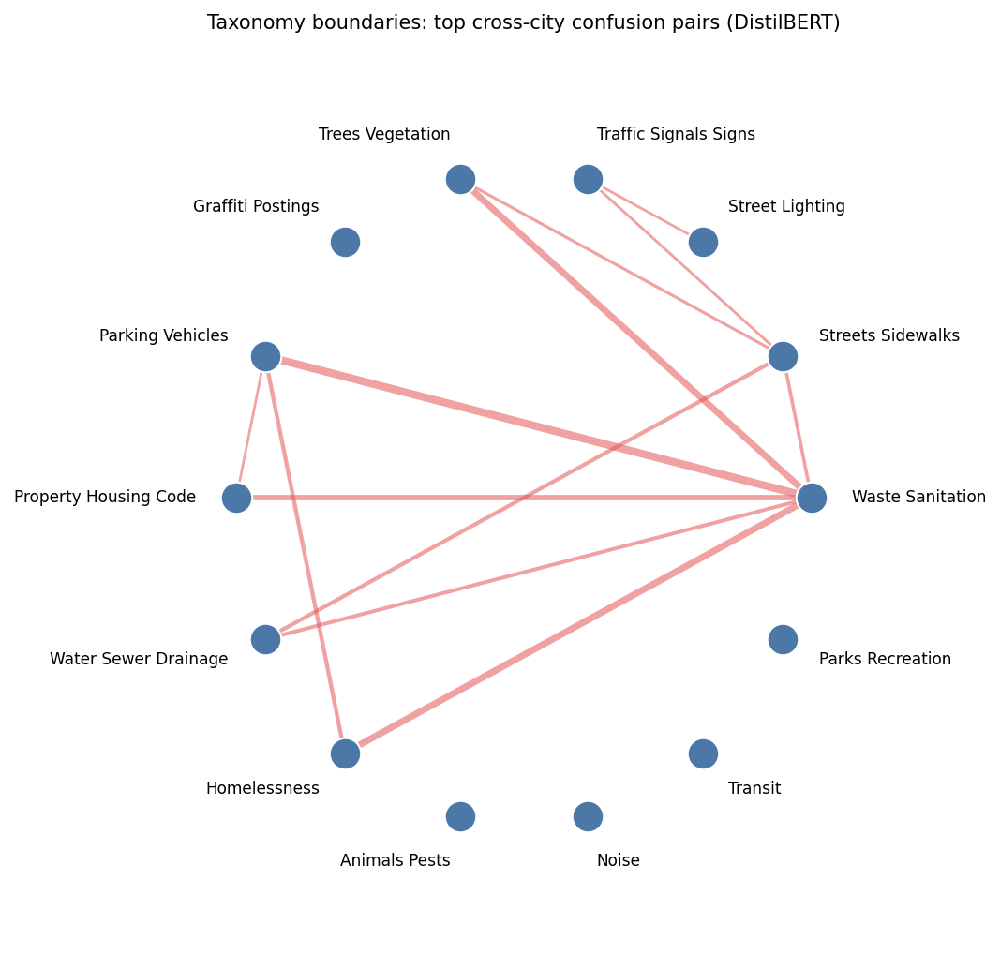 Taxonomy boundaries: top cross-city confusion pairs (DistilBERT)
Trees Vegetation
Traffic Signals Signs
Graffiti Postings
Street Lighting
Parking Vehicles
Streets Sidewalks
Property Housing Code
Waste Sanitation
Water Sewer Drainage
Parks Recreation
Homelessness
Transit
Animals Pests
Noise